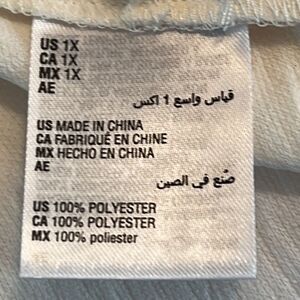 US 1X
CA 1X
MX 1X
AE
قياس واسع 1 اكس
US MADE IN CHINA
CA FABRIQUÉ EN CHINE
MX HECHO EN CHINA
AE
صُنع في الصين
US 100% POLYESTER
CA 100% POLYESTER
MX 100% poliester